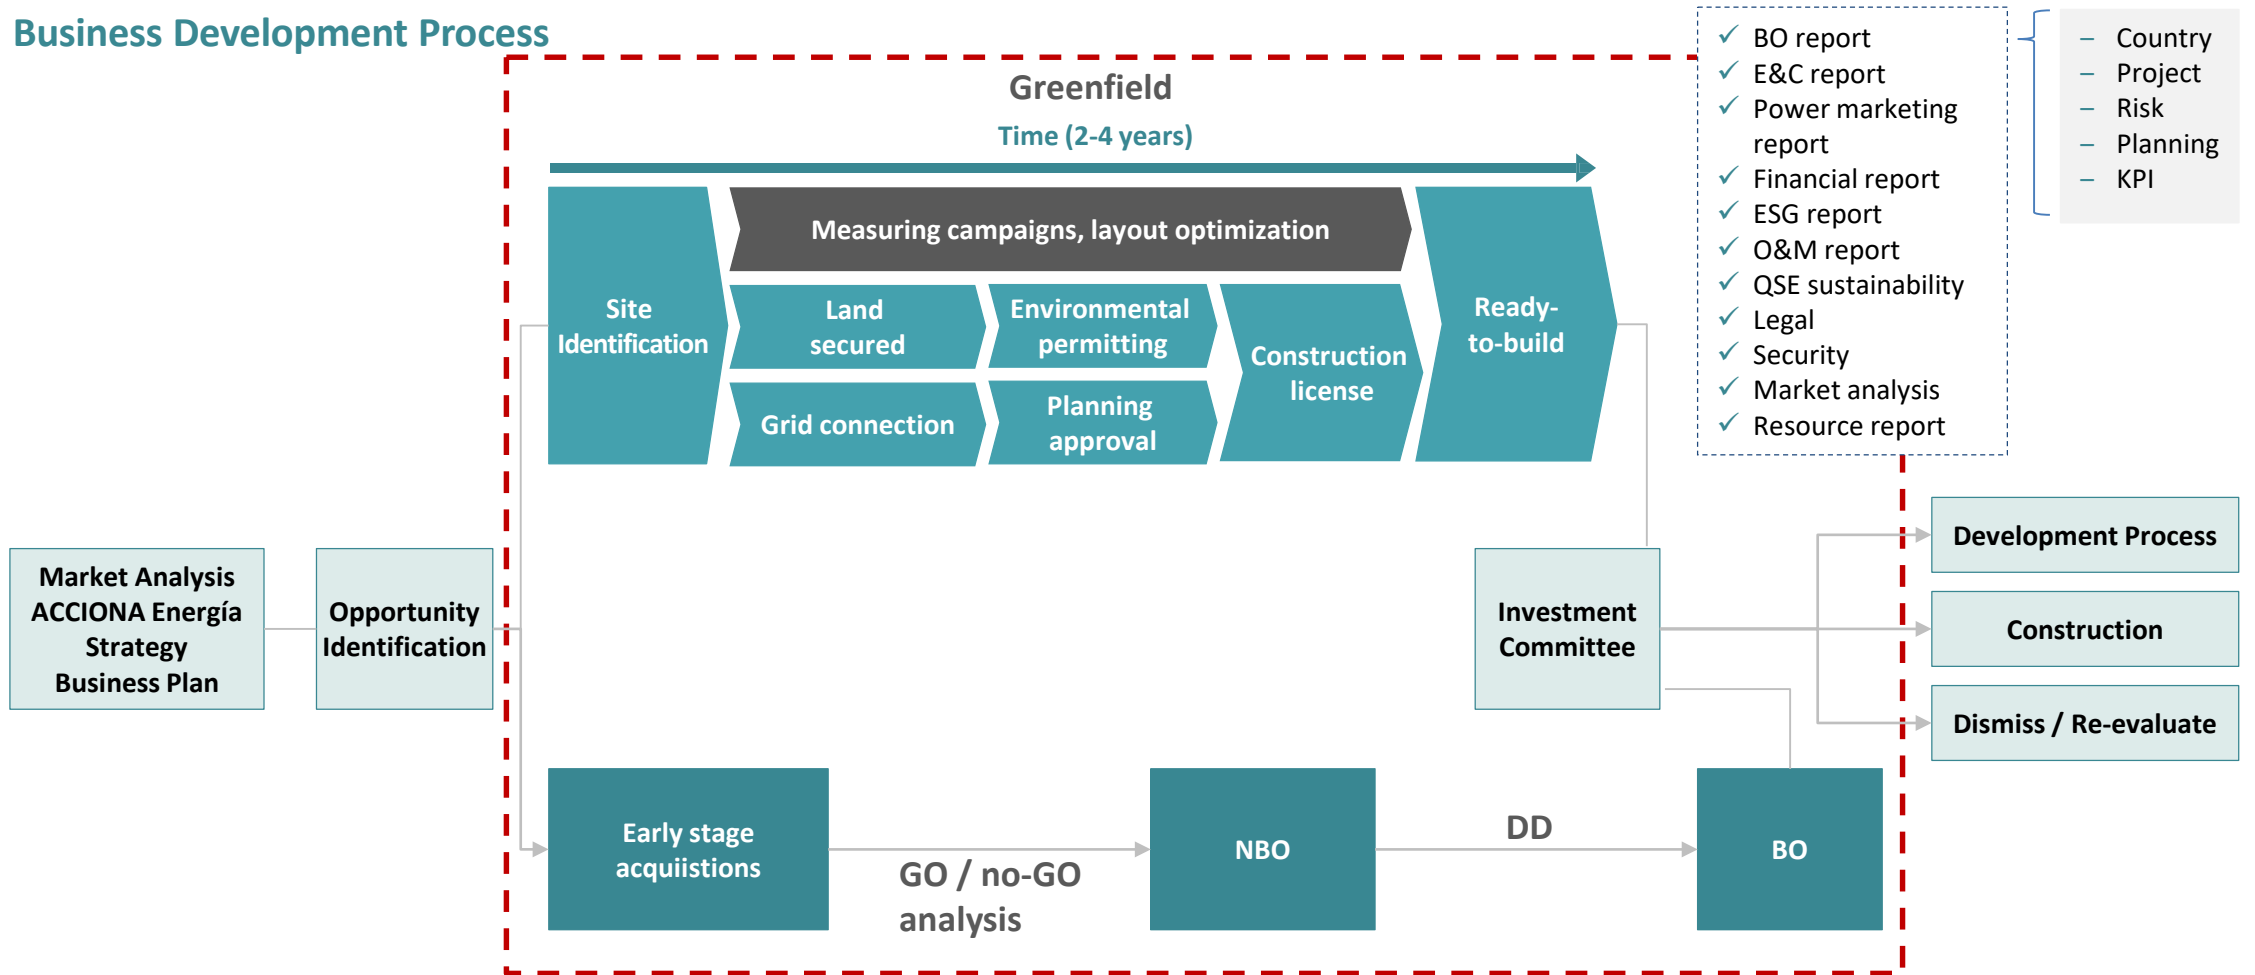 Business Development Process
Greenfield
Time (2-4 years)
Site
Identification
Measuring campaigns, layout optimization
Land
secured
Environmental
permitting
Grid connection
Planning
approval
Construction
license
Ready-
to-build
✓ BO report
✓ E&C report
✓ Power marketing
report
✓ Financial report
✓ ESG report
✓ O&M report
✓ QSE sustainability
✓ Legal
✓ Security
✓ Market analysis
✓ Resource report
– Country
– Project
– Risk
– Planning
– KPI
Market Analysis
ACCIONA Energía
Strategy
Business Plan
Opportunity
Identification
Investment
Committee
Development Process
Construction
Dismiss / Re-evaluate
Early stage
acquiistions
GO / no-GO
analysis
NBO
DD
BO